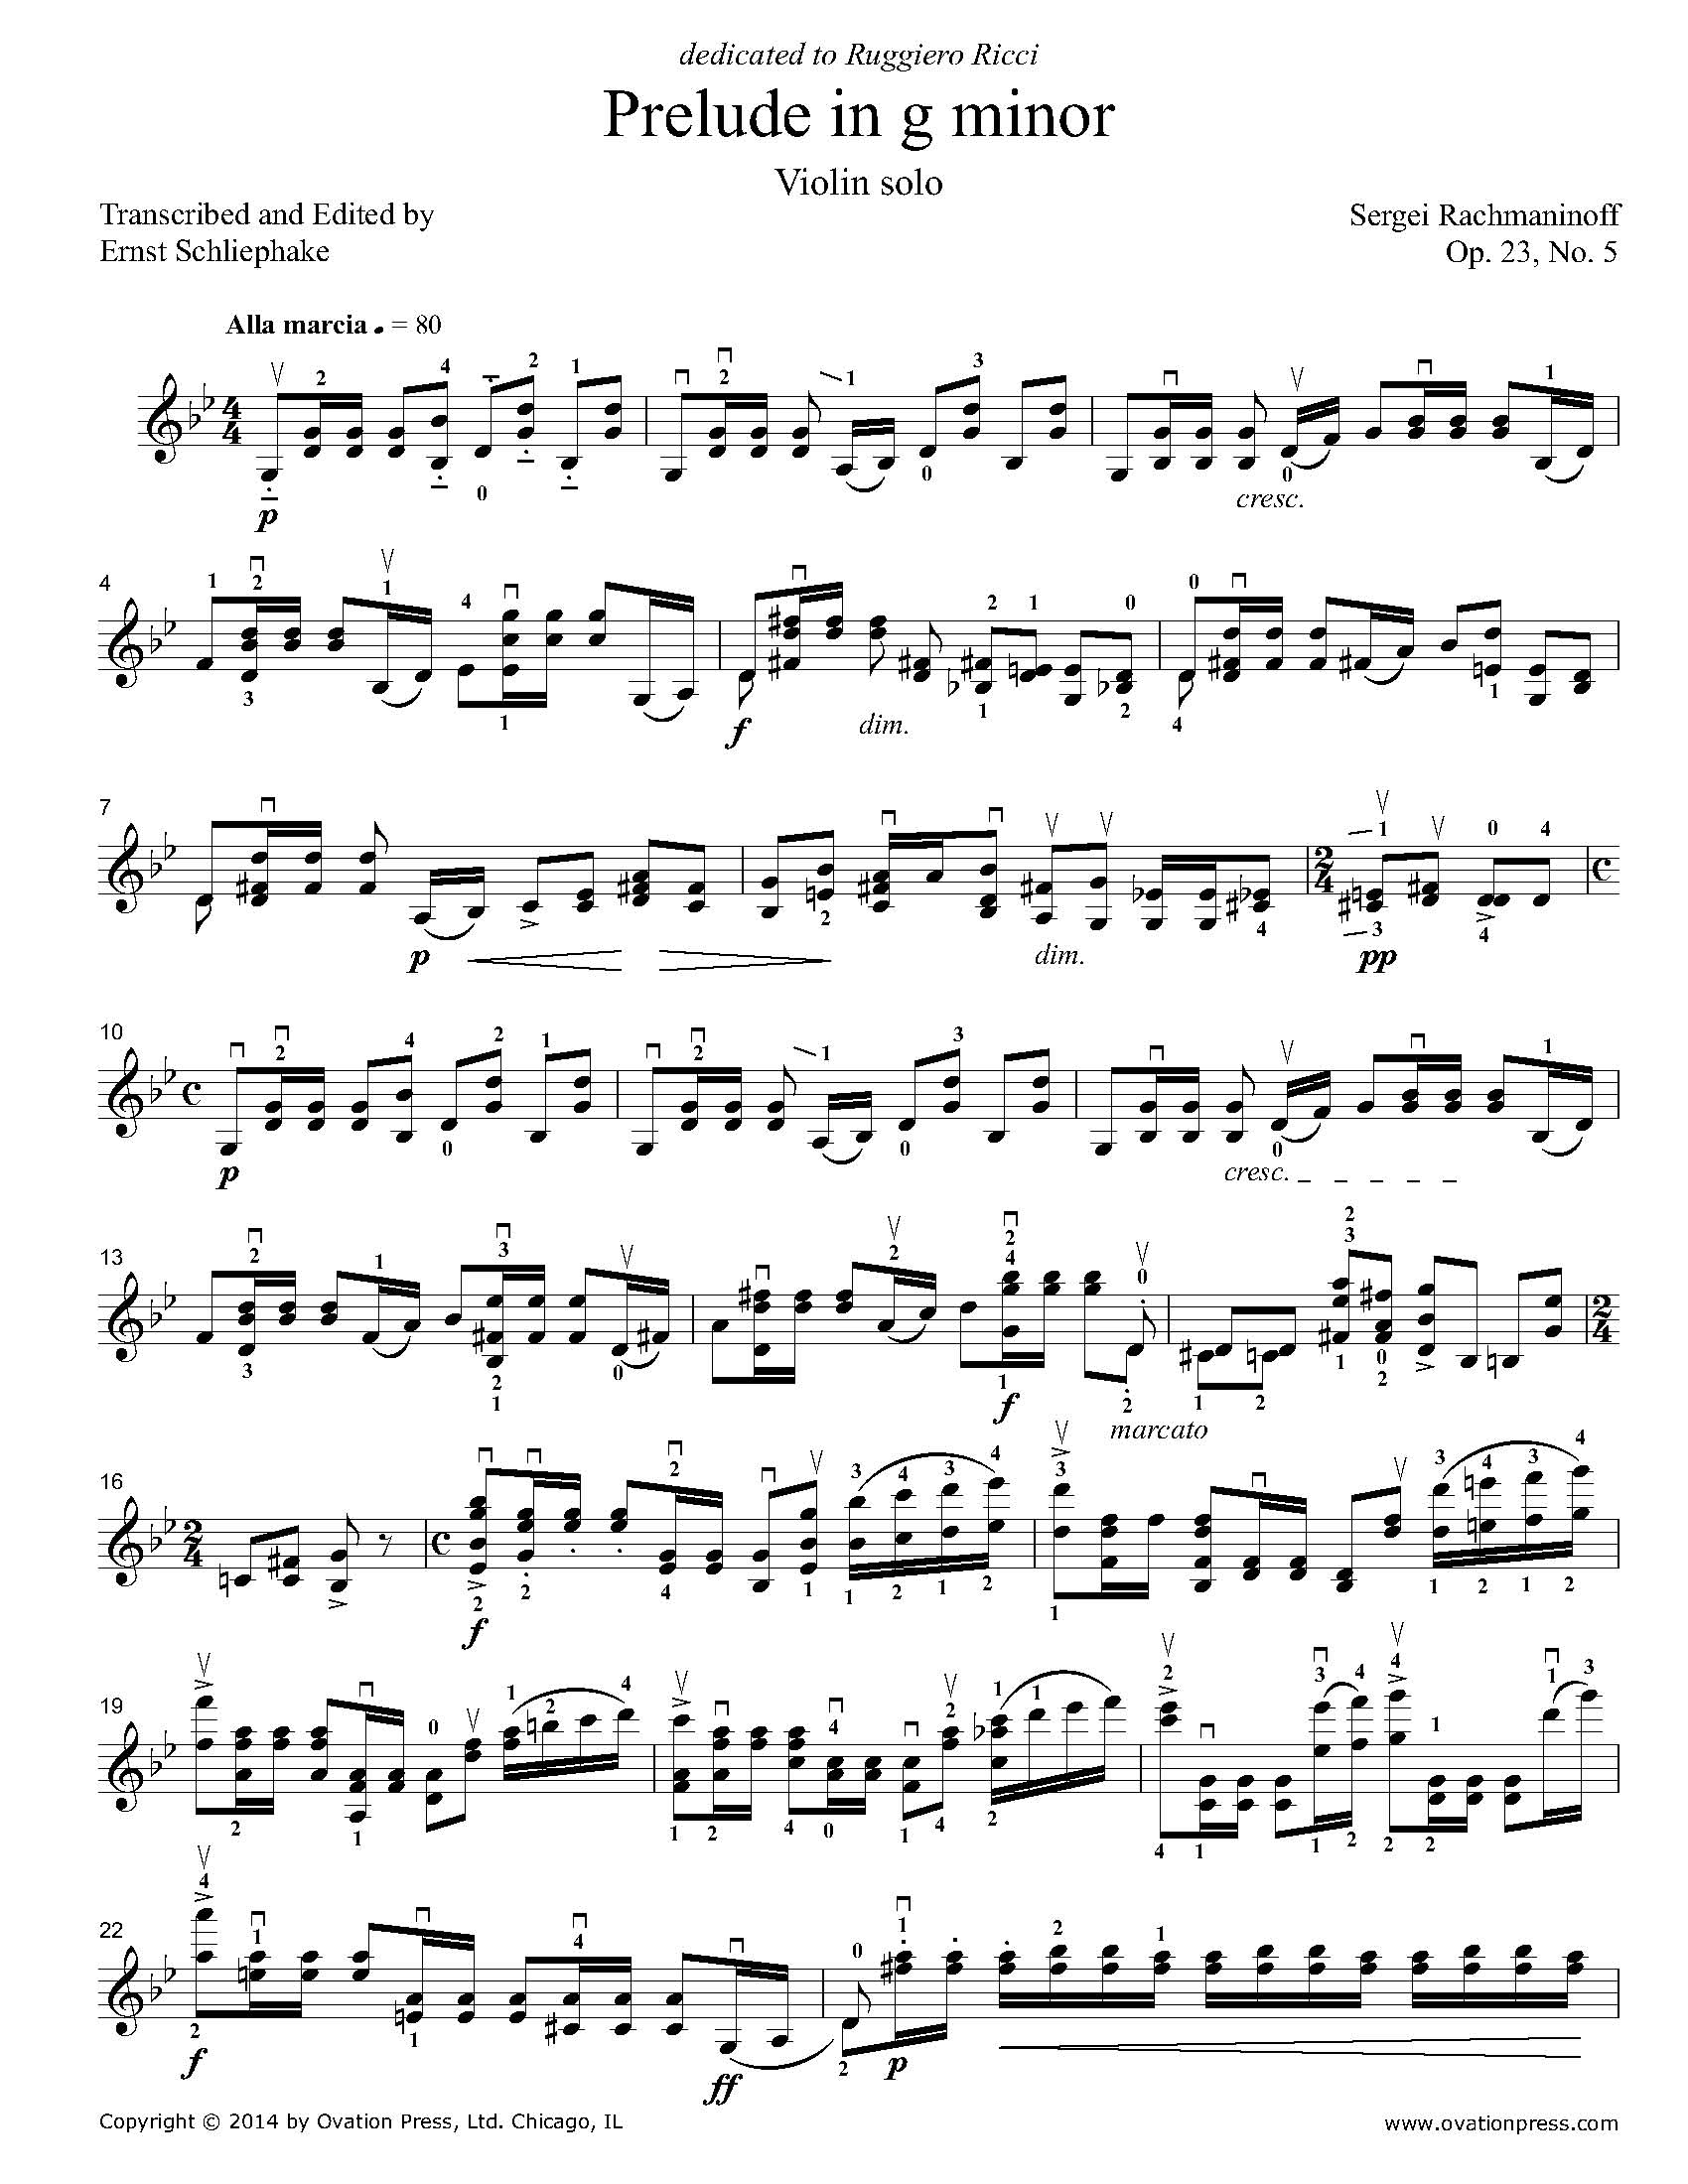 dedicated to Ruggiero Ricci
Prelude in g minor
Violin solo
Transcribed and Edited by
Ernst Schliephake
Sergei Rachmaninoff
Op. 23, No. 5
Alla marcia ♩. = 80
p
cresc.
4
f
dim.
7
p
dim.
pp
10
p
cresc.
13
f
marcato
16
f
19
22
f
ff
p
Copyright © 2014 by Ovation Press, Ltd. Chicago, IL
www.ovationpress.com